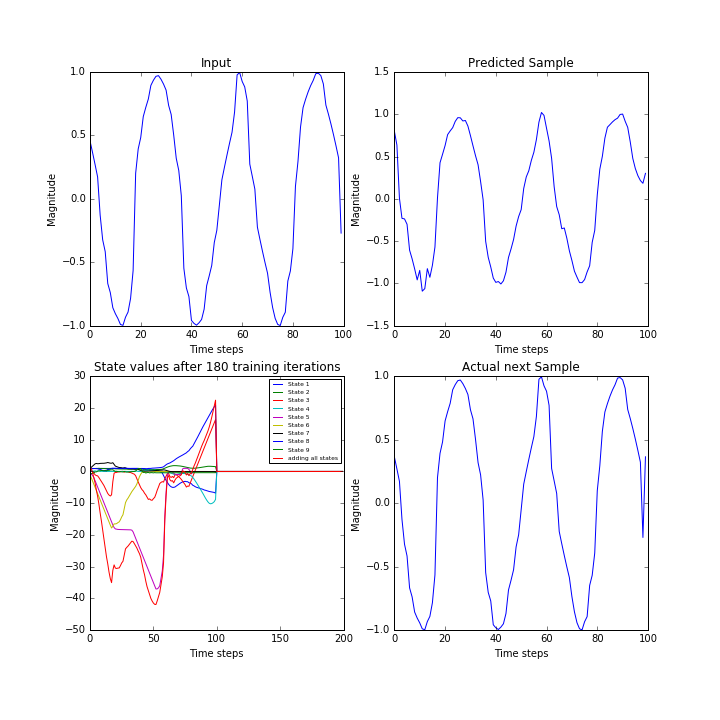 Input
1.0
0.5
0.0
−0.5
−1.0
Magnitude
0 20 40 60 80 100
Time steps
Predicted Sample
1.5
1.0
0.5
0.0
−0.5
−1.0
−1.5
Magnitude
0 20 40 60 80 100
Time steps
State values after 180 training iterations
30
20
10
0
−10
−20
−30
−40
−50
Magnitude
0 50 100 150 200
Time steps
State 1
State 2
State 3
State 4
State 5
State 6
State 7
State 8
State 9
adding all states
Actual next Sample
1.0
0.5
0.0
−0.5
−1.0
Magnitude
0 20 40 60 80 100
Time steps